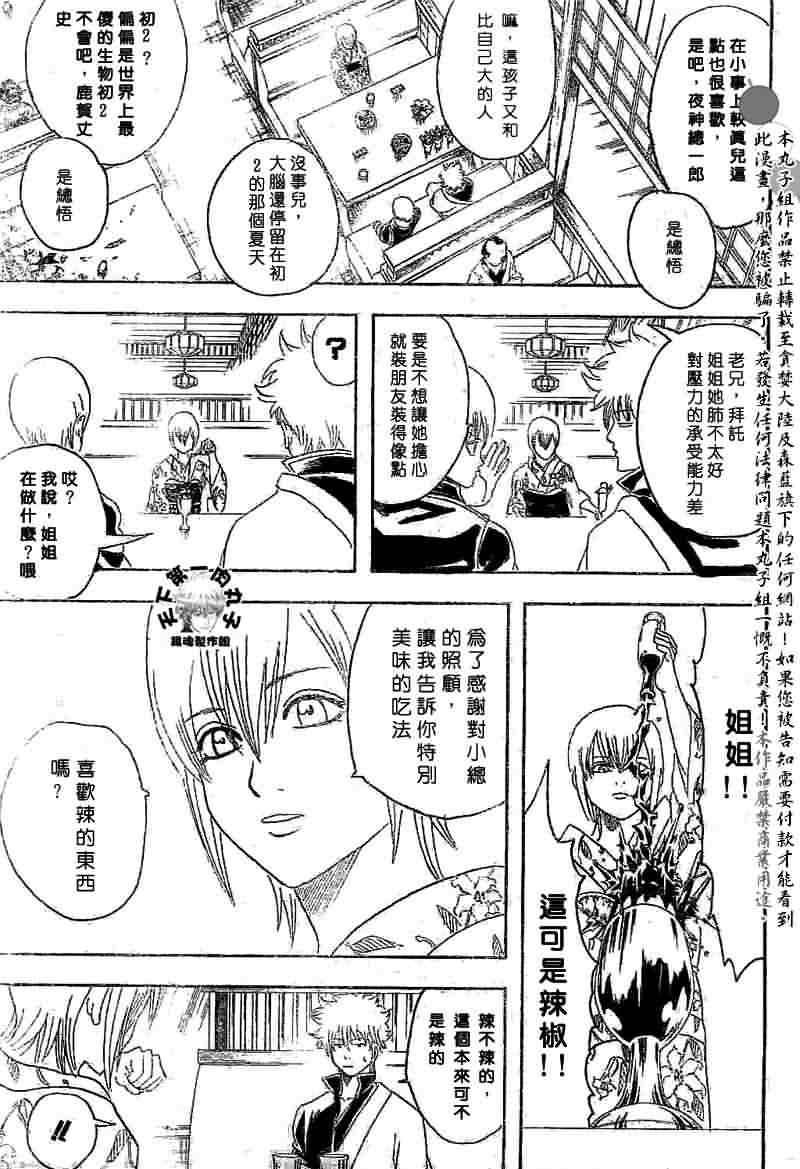 在小事上較真兒這
點也很喜歡，
是吧，夜神總一郎
是總悟
嘛，這孩子又和
比自己大的人
沒事兒，
大腦還停留在初
2的那個夏天
初2？
偏偏是世界上最
傻的生物初2
不會吧，鹿賀丈
史
是總悟
老兄，拜託
姐姐她肺不太好
對壓力的承受能力差
要是不想讓她擔心
就裝朋友裝得像點
？
哎？
我說，姐姐
在做什麼？喂
姐姐！！
這可是辣椒！！
為了感謝對小總
的照顧，
讓我告訴你特別
美味的吃法
喜歡辣的東西
嗎？
辣不辣的，
這個本來可不
是辣的
！！
天下第一肉丸子
銀魂製作組
本丸子組作品禁止轉載至貪婪大陸及森藍旗下的任何網站！如果您被告知需要付款才能看到
此漫畫，那麼您被騙了！若發生任何法律問題本丸子組一慨不負責！本作品嚴禁商業用途！